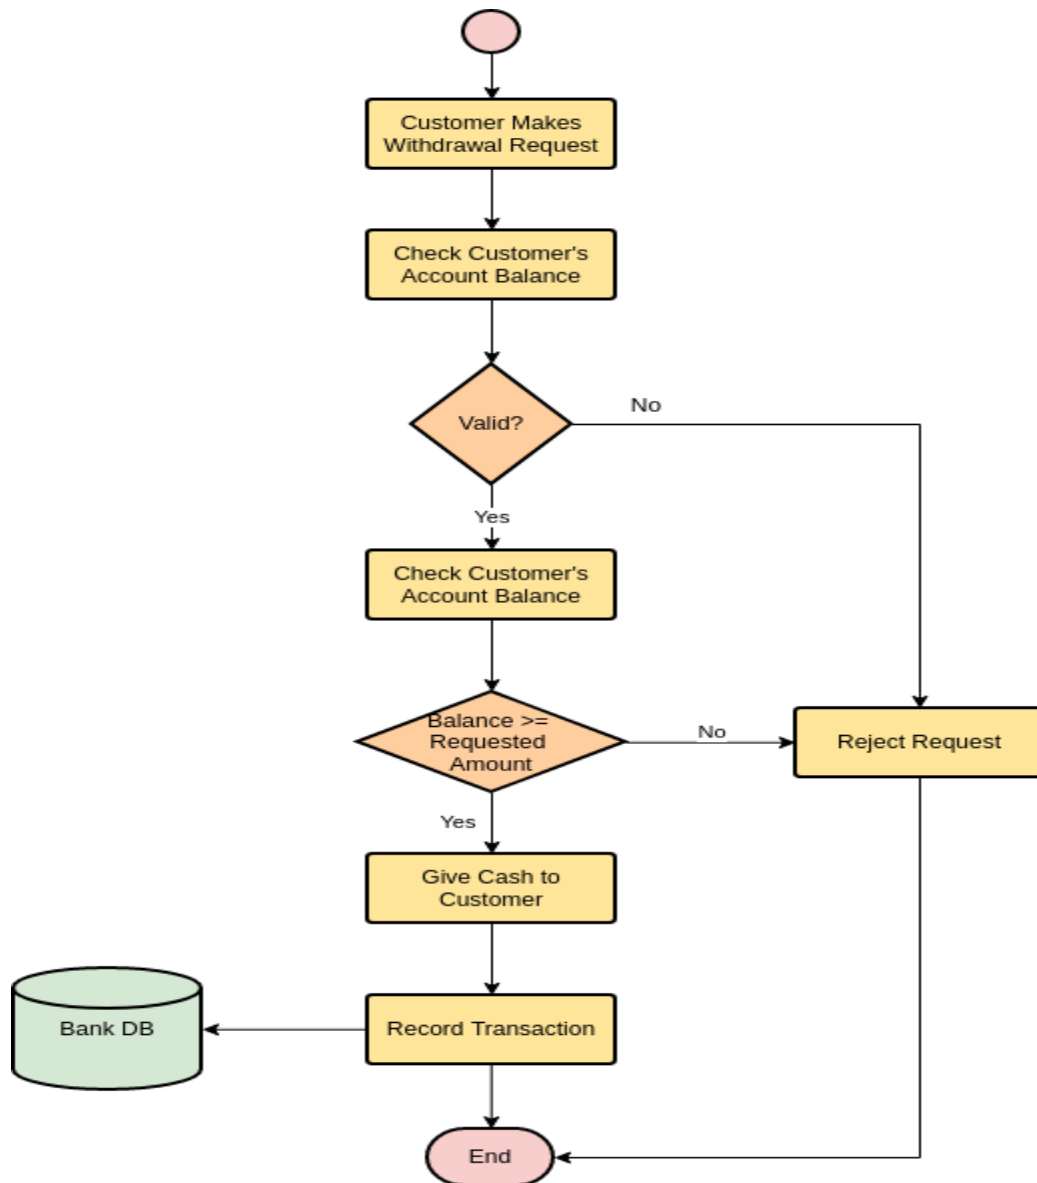 Customer Makes
Withdrawal Request
Check Customer's
Account Balance
Valid?
No
Yes
Check Customer's
Account Balance
Balance >=
Requested
Amount
No
Reject Request
Yes
Give Cash to
Customer
Bank DB
Record Transaction
End